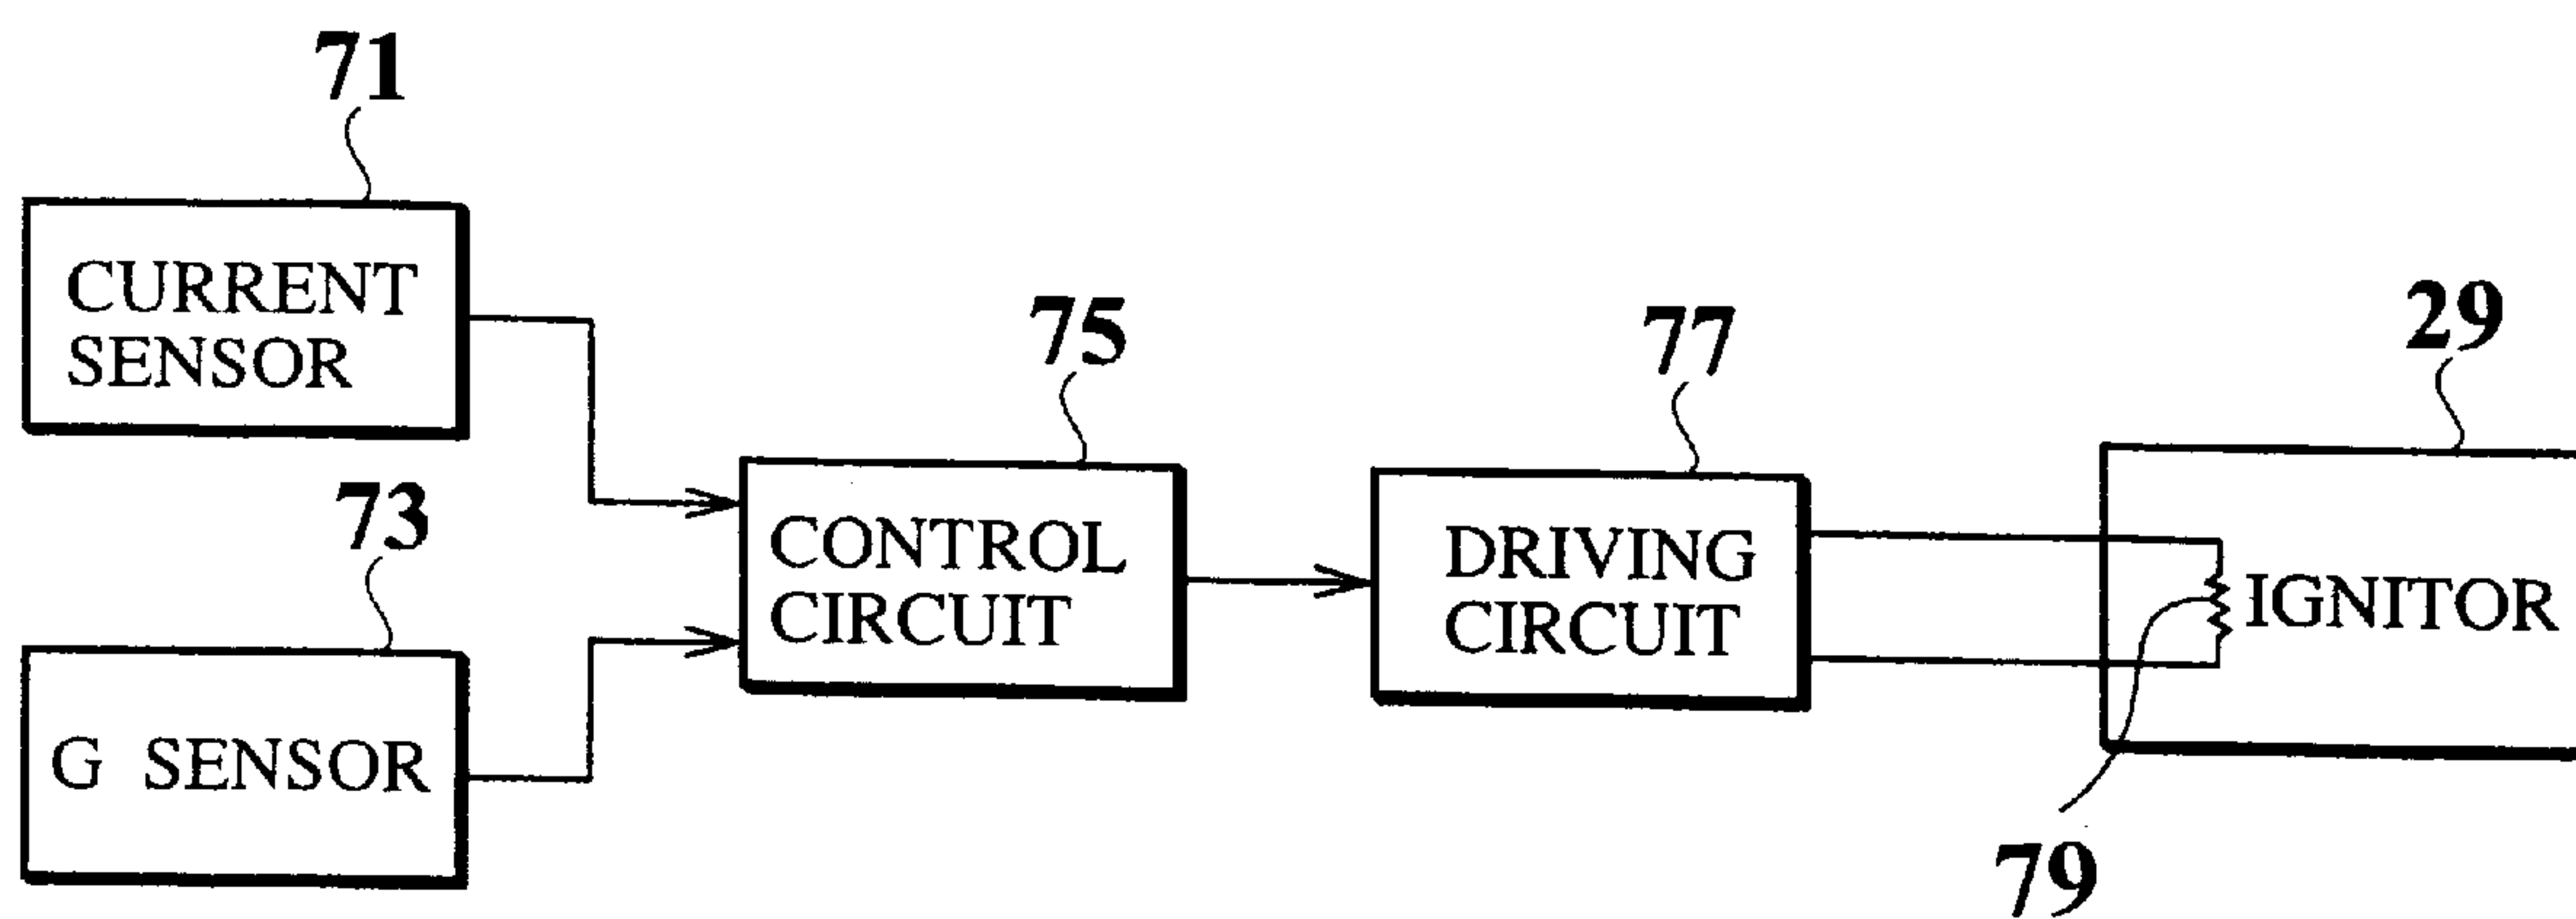 71
CURRENT
SENSOR
73
G SENSOR
75
CONTROL
CIRCUIT
77
DRIVING
CIRCUIT
29
IGNITOR
79